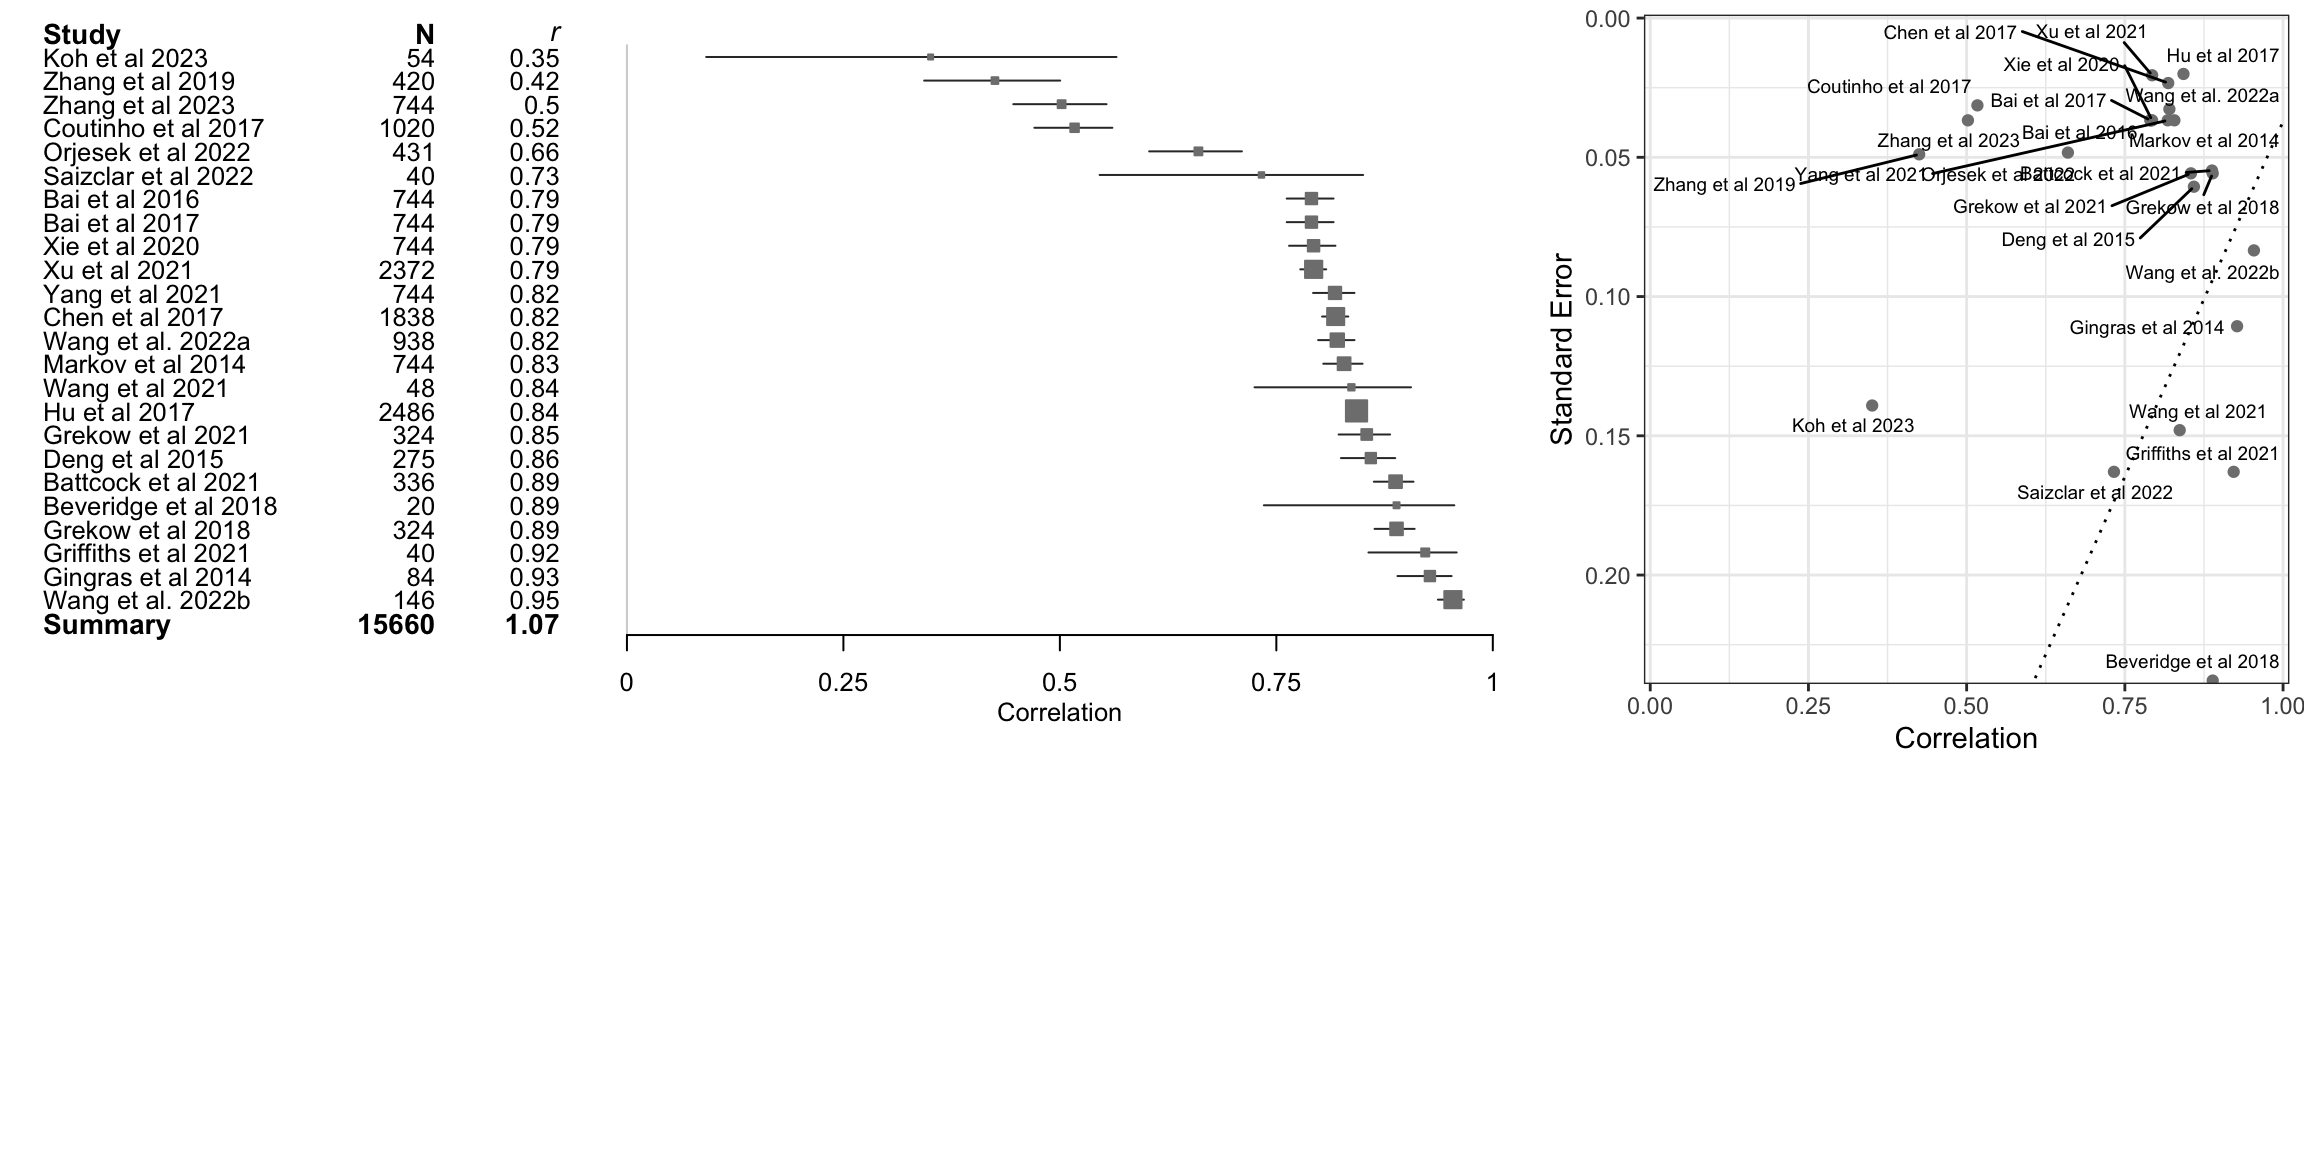 Study N r
Koh et al 2023 54 0.35
Zhang et al 2019 420 0.42
Zhang et al 2023 744 0.5
Coutinho et al 2017 1020 0.52
Orjesek et al 2022 431 0.66
Saizclar et al 2022 40 0.73
Bai et al 2016 744 0.79
Bai et al 2017 744 0.79
Xie et al 2020 744 0.79
Xu et al 2021 2372 0.79
Yang et al 2021 744 0.82
Chen et al 2017 1838 0.82
Wang et al. 2022a 938 0.82
Markov et al 2014 744 0.83
Wang et al 2021 48 0.84
Hu et al 2017 2486 0.84
Grekow et al 2021 324 0.85
Deng et al 2015 275 0.86
Battcock et al 2021 336 0.89
Beveridge et al 2018 20 0.89
Grekow et al 2018 324 0.89
Griffiths et al 2021 40 0.92
Gingras et al 2014 84 0.93
Wang et al. 2022b 146 0.95
Summary 15660 1.07
0 0.25 0.5 0.75 1
Correlation
Standard Error
0.00
0.05
0.10
0.15
0.20
Chen et al 2017
Xu et al 2021
Hu et al 2017
Xie et al 2020
Coutinho et al 2017
Wang et al. 2022a
Bai et al 2017
Bai et al 2016
Zhang et al 2023
Markov et al 2014
Zhang et al 2019
Yang et al 2021
Orjesek et al 2022
Battcock et al 2021
Grekow et al 2021
Grekow et al 2018
Deng et al 2015
Wang et al. 2022b
Gingras et al 2014
Koh et al 2023
Wang et al 2021
Griffiths et al 2021
Saizclar et al 2022
Beveridge et al 2018
0.00 0.25 0.50 0.75 1.00
Correlation